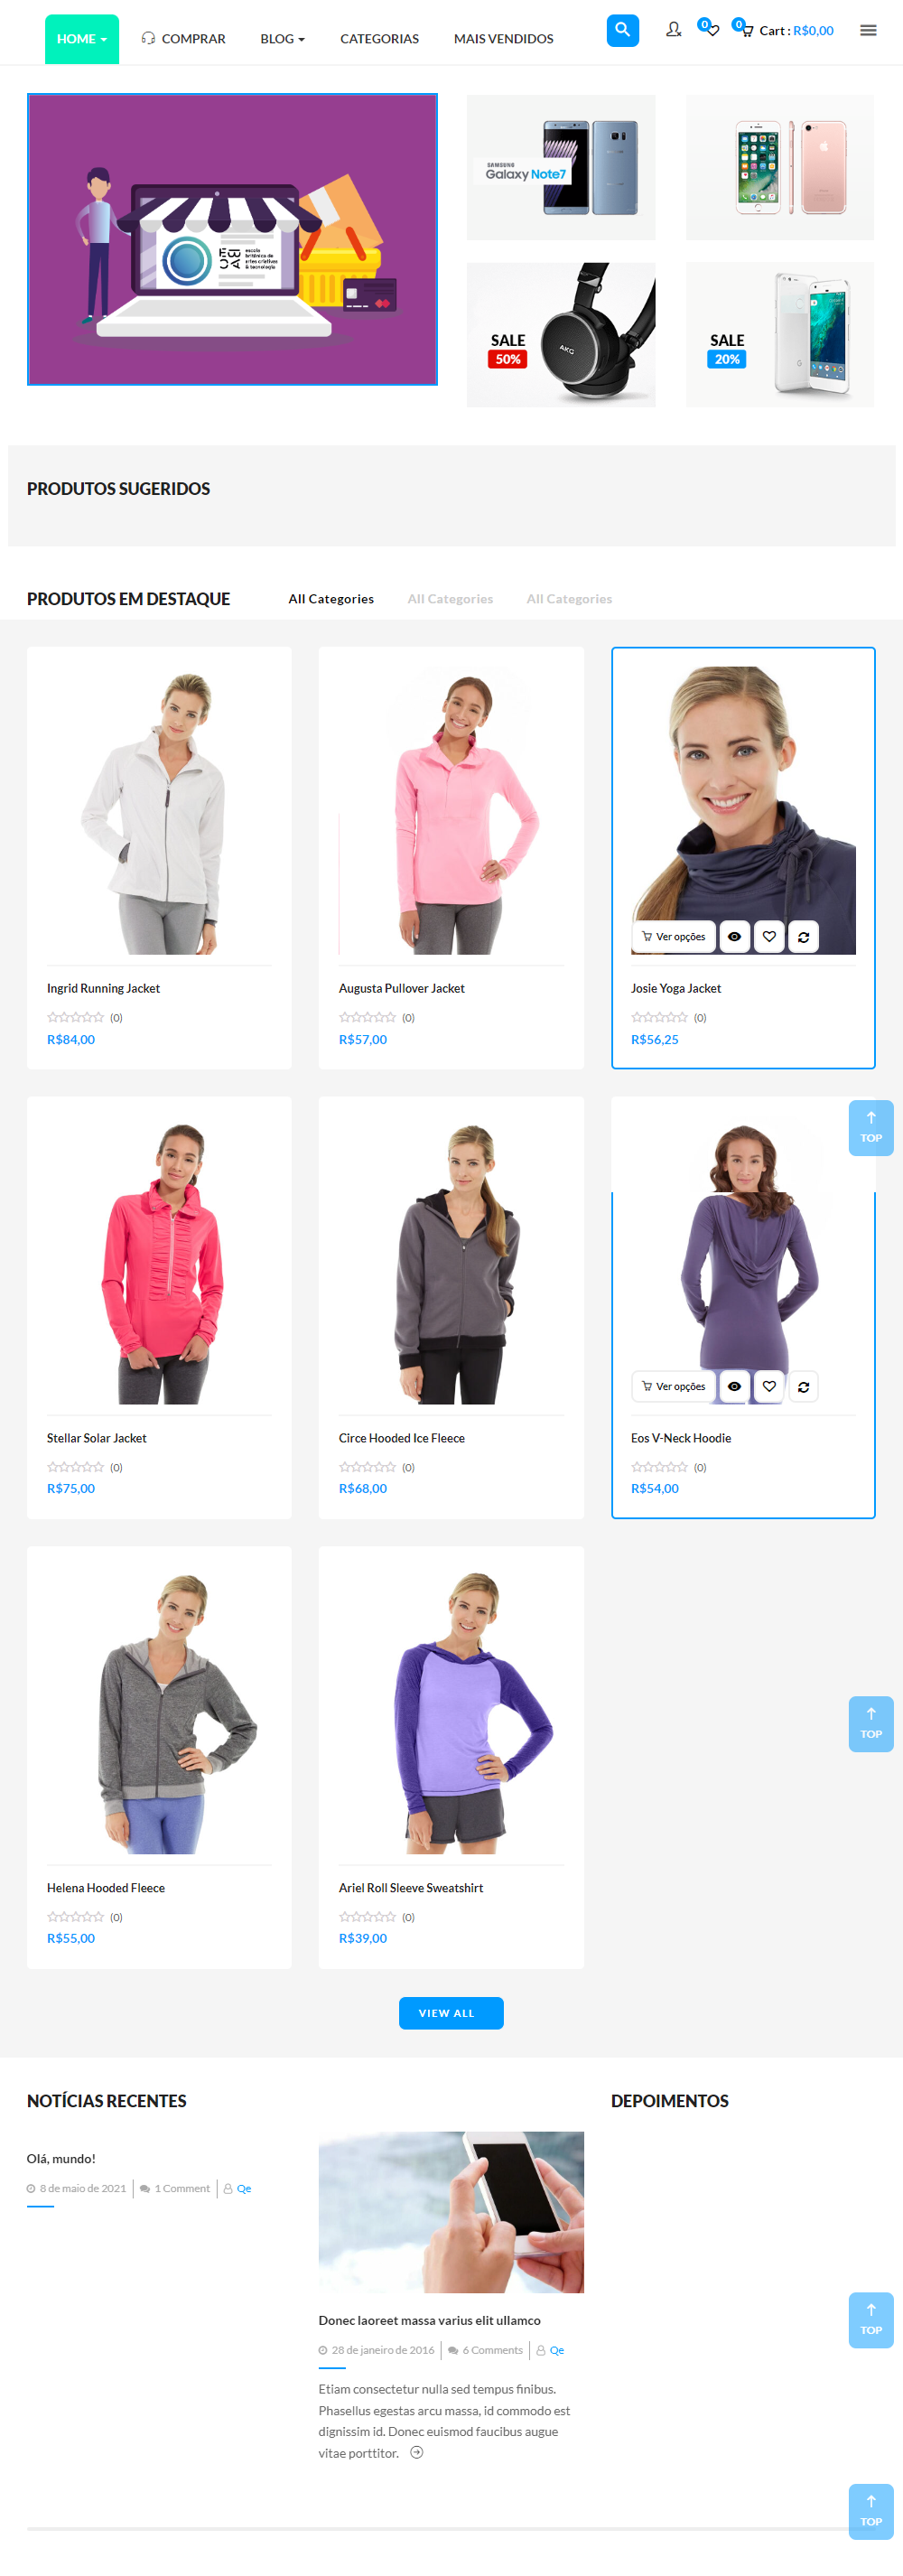 HOME
COMPRAR
BLOG
CATEGORIAS
MAIS VENDIDOS
0
0
Cart : R$0,00
EBAC
escola
britânica de
artes criativas
& tecnologia
SAMSUNG
Galaxy Note7
SALE
50%
AKG
SALE
20%
PRODUTOS SUGERIDOS
PRODUTOS EM DESTAQUE
All Categories
All Categories
All Categories
Ver opções
Ingrid Running Jacket
(0)
R$84,00
Augusta Pullover Jacket
(0)
R$57,00
Josie Yoga Jacket
(0)
R$56,25
TOP
Ver opções
Stellar Solar Jacket
(0)
R$75,00
Circe Hooded Ice Fleece
(0)
R$68,00
Eos V-Neck Hoodie
(0)
R$54,00
TOP
Helena Hooded Fleece
(0)
R$55,00
Ariel Roll Sleeve Sweatshirt
(0)
R$39,00
VIEW ALL
NOTÍCIAS RECENTES
Olá, mundo!
8 de maio de 2021
1 Comment
Qe
Donec laoreet massa varius elit ullamco
28 de janeiro de 2016
6 Comments
Qe
Etiam consectetur nulla sed tempus finibus.
Phasellus egestas arcu massa, id commodo est
dignissim id. Donec euismod faucibus augue
vitae porttitor.
DEPOIMENTOS
TOP
TOP